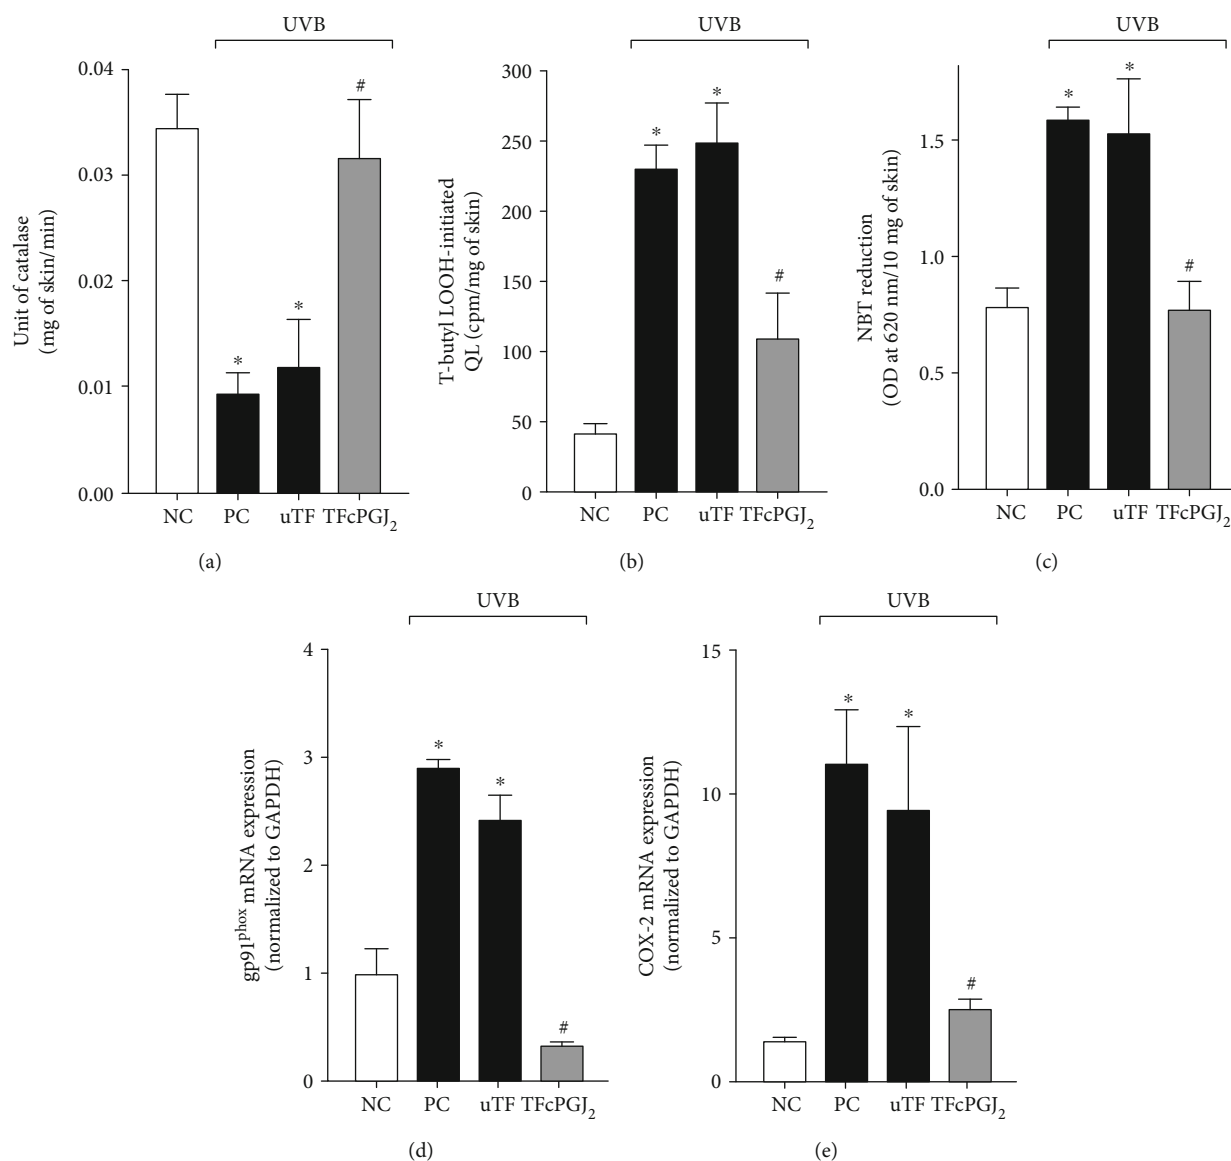 UVB
0.04
0.03
0.02
0.01
0.00
Unit of catalase
(mg of skin/min)
*
*
#
NC PC uTF TFcPGJ₂
(a)
UVB
300
250
200
150
100
50
0
T-butyl LOOH-initiated
QL (cpm/mg of skin)
*
*
#
NC PC uTF TFcPGJ₂
(b)
UVB
1.5
1.0
0.5
0.0
NBT reduction
(OD at 620 nm/10 mg of skin)
*
*
#
NC PC uTF TFcPGJ₂
(c)
UVB
4
3
2
1
0
gp91ᵖʰᵒˣ mRNA expression
(normalized to GAPDH)
*
*
#
NC PC uTF TFcPGJ₂
(d)
UVB
15
10
5
0
COX-2 mRNA expression
(normalized to GAPDH)
*
*
#
NC PC uTF TFcPGJ₂
(e)